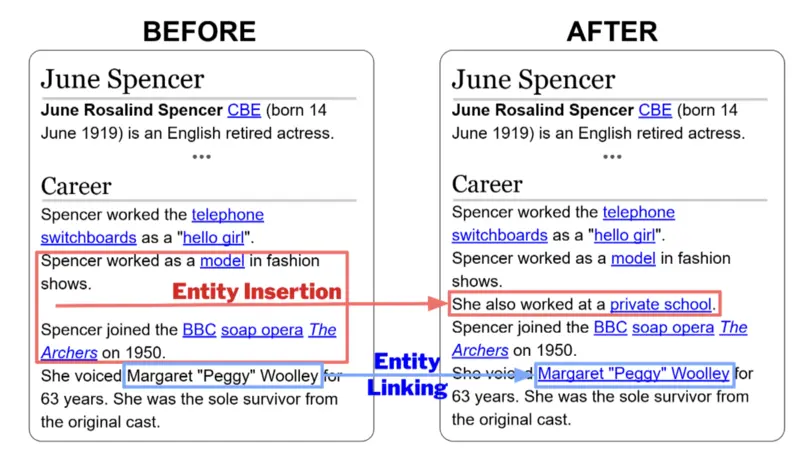 BEFORE
June Spencer
June Rosalind Spencer CBE (born 14
June 1919) is an English retired actress.
•••
Career
Spencer worked the telephone
switchboards as a "hello girl".
Spencer worked as a model in fashion
shows.
Entity Insertion
Spencer joined the BBC soap opera The
Archers on 1950.
She voiced Margaret "Peggy" Woolley for
63 years. She was the sole survivor from
the original cast.
Entity
Linking
AFTER
June Spencer
June Rosalind Spencer CBE (born 14
June 1919) is an English retired actress.
•••
Career
Spencer worked the telephone
switchboards as a "hello girl".
Spencer worked as a model in fashion
shows.
She also worked at a private school.
Spencer joined the BBC soap opera The
Archers on 1950.
She voiced Margaret "Peggy" Woolley for
63 years. She was the sole survivor from
the original cast.